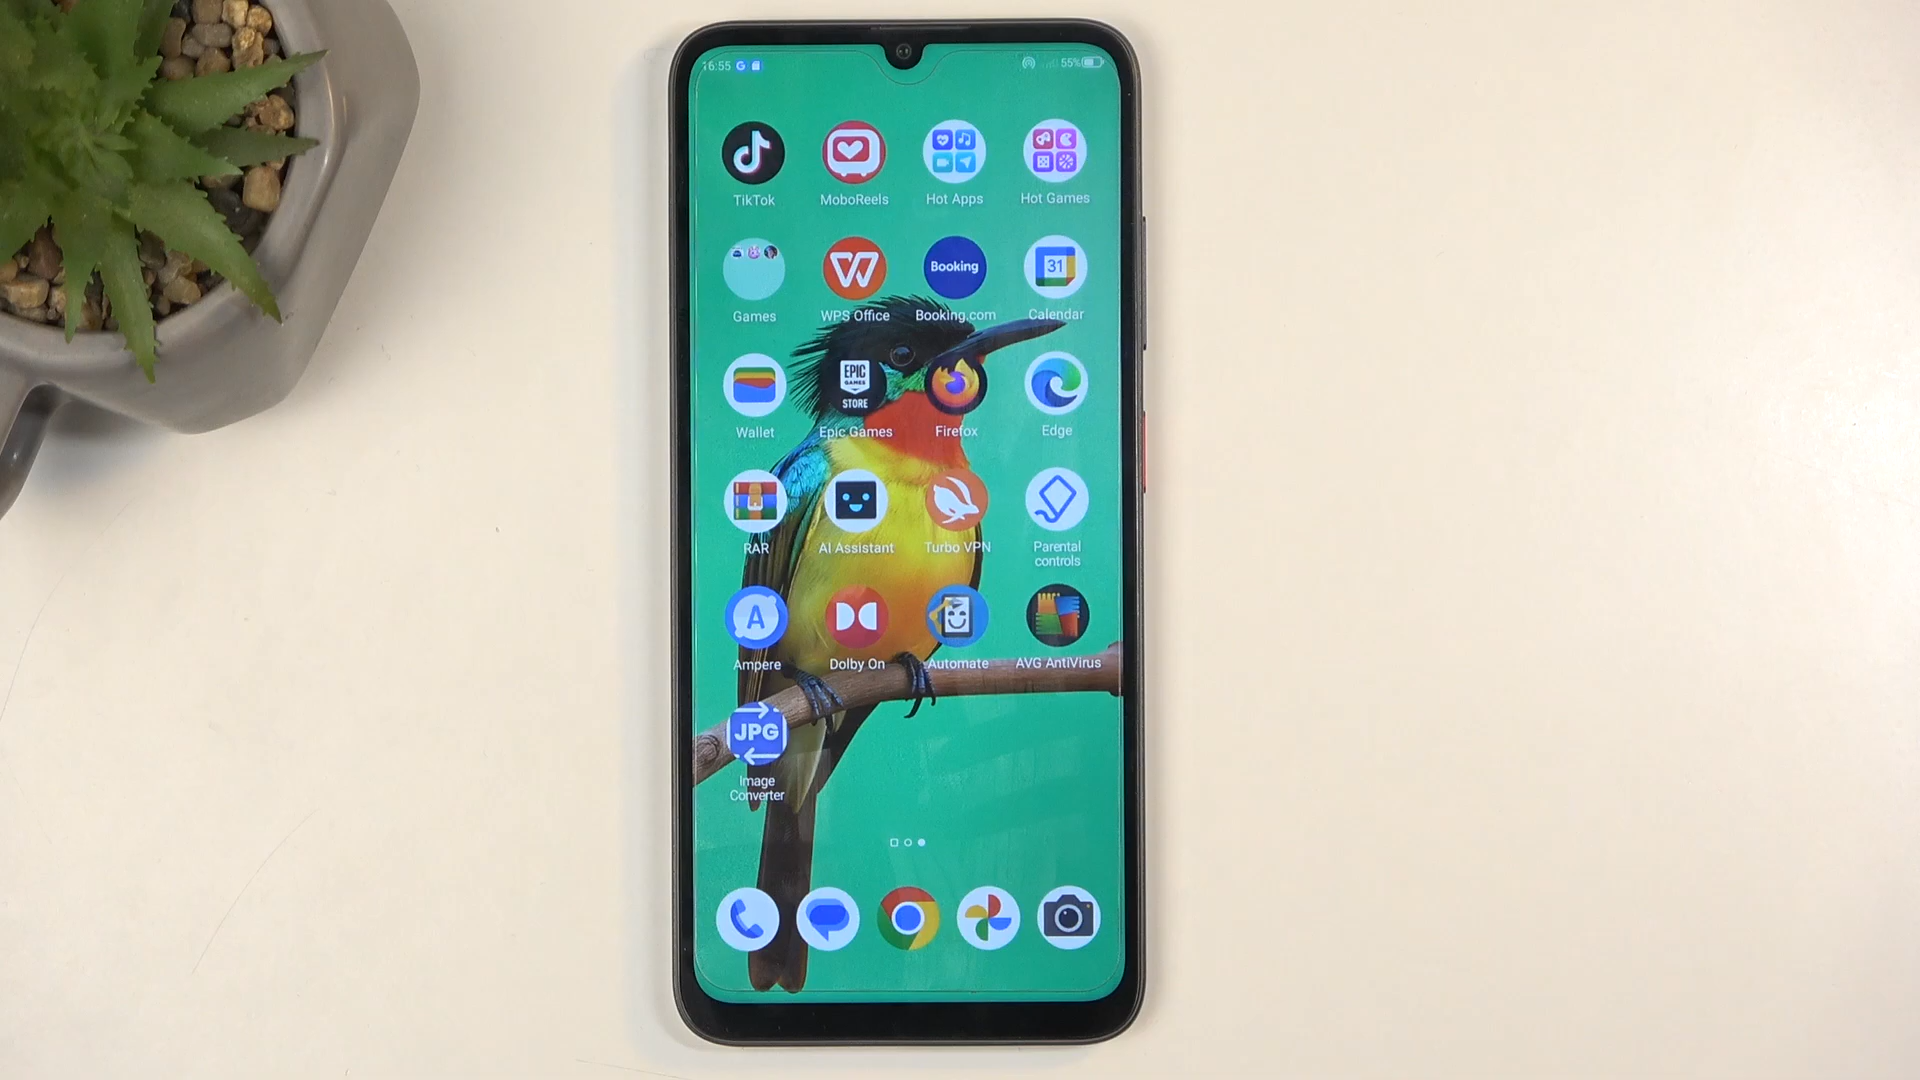 16:55
55%
TikTok
MoboReels
Hot Apps
Hot Games
Booking
31
Games
WPS Office
Booking.com
Calendar
EPIC
GAMES
STORE
Wallet
Epic Games
Firefox
Edge
RAR
AI Assistant
Turbo VPN
Parental
controls
A
Ampere
Dolby On
Automate
AVG AntiVirus
JPG
Image
Converter